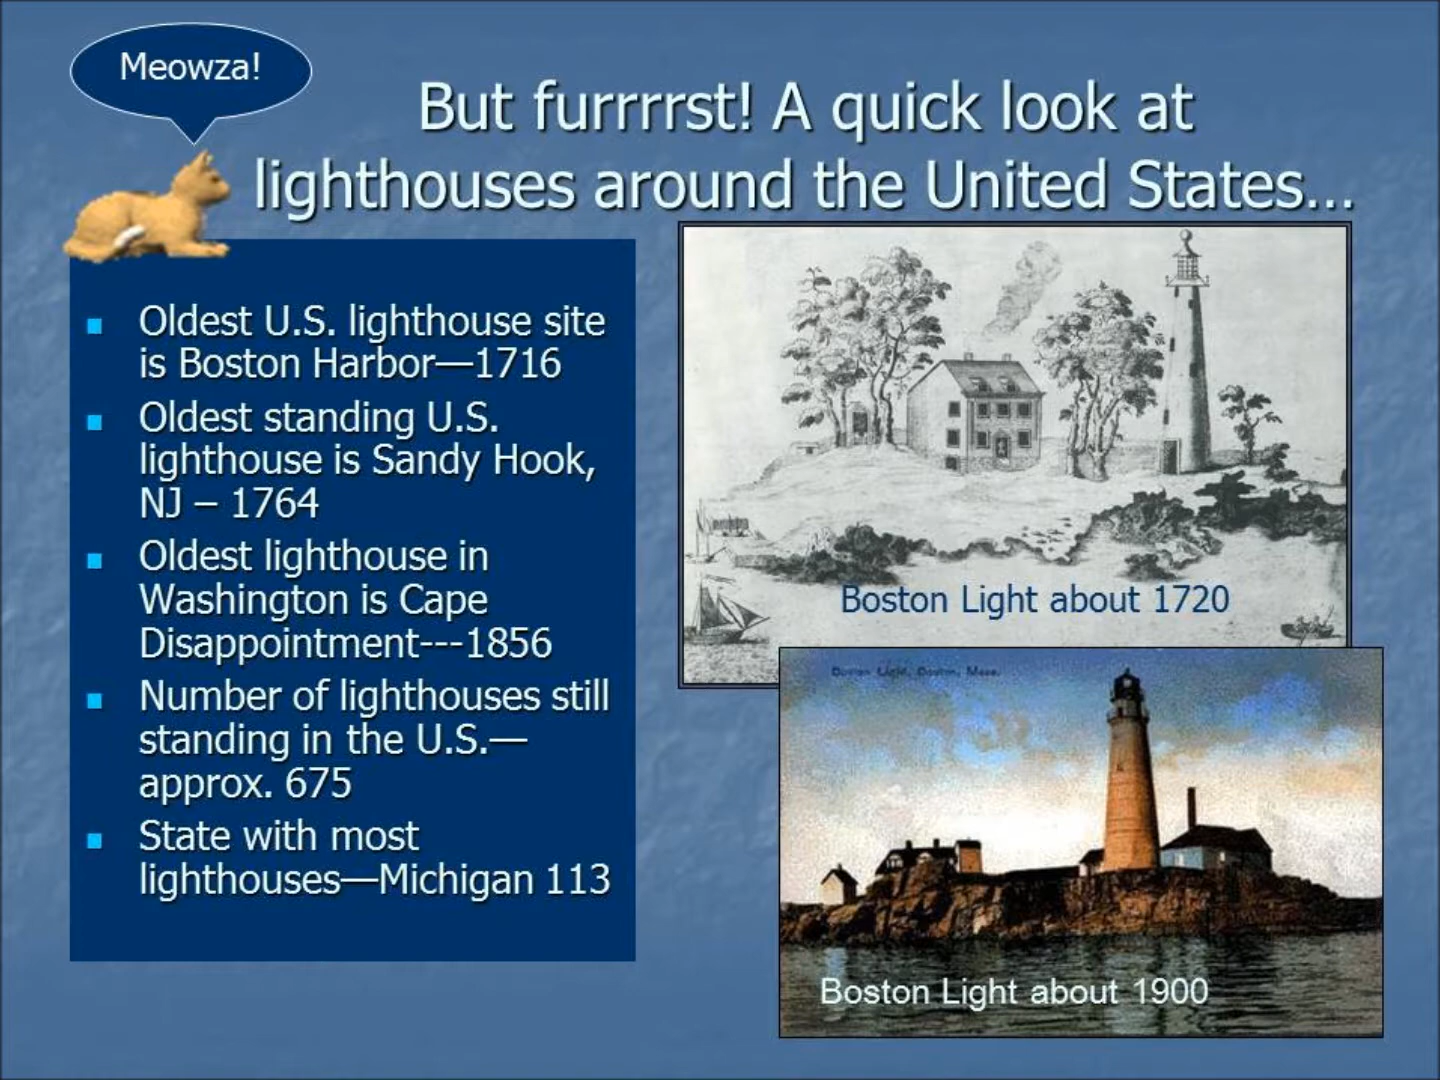 Meowza!
But furrrrst! A quick look at
lighthouses around the United States...
Oldest U.S. lighthouse site
is Boston Harbor—1716
Oldest standing U.S.
lighthouse is Sandy Hook,
NJ – 1764
Oldest lighthouse in
Washington is Cape
Disappointment---1856
Number of lighthouses still
standing in the U.S.—
approx. 675
State with most
lighthouses—Michigan 113
Boston Light about 1720
Boston Light, Boston, Mass.
Boston Light about 1900